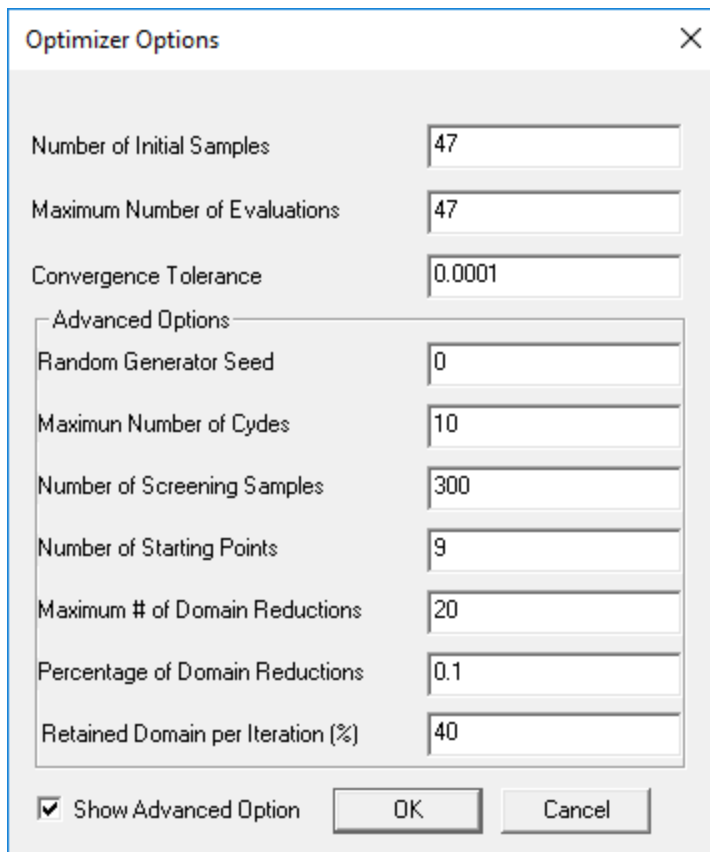 Optimizer Options
Number of Initial Samples 47
Maximum Number of Evaluations 47
Convergence Tolerance 0.0001
Advanced Options
Random Generator Seed 0
Maximun Number of Cydes 10
Number of Screening Samples 300
Number of Starting Points 9
Maximum # of Domain Reductions 20
Percentage of Domain Reductions 0.1
Retained Domain per Iteration (%) 40
Show Advanced Option OK Cancel